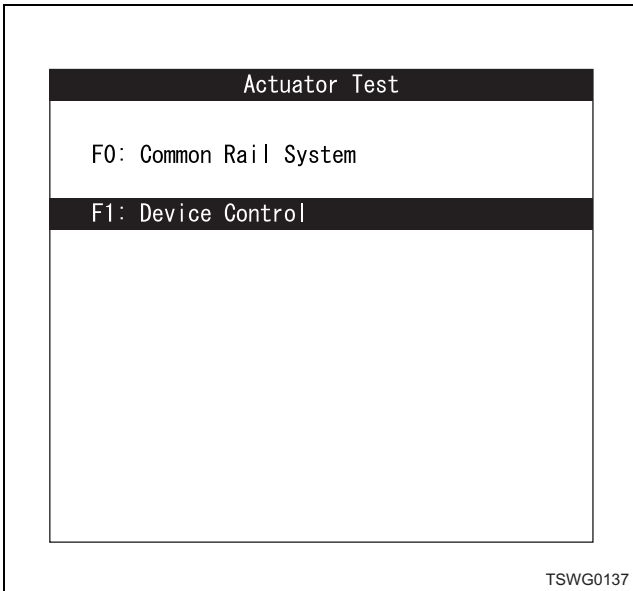 Actuator Test
F0: Common Rail System
F1: Device Control
TSWG0137